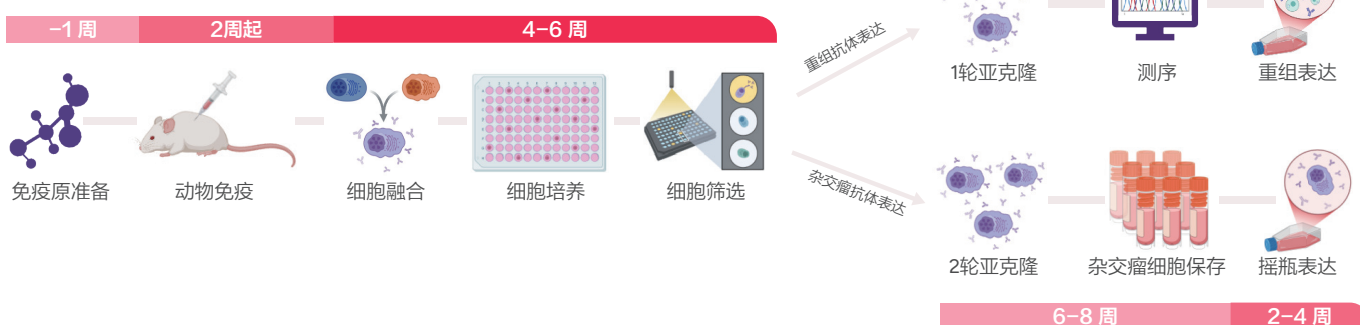 ~1 周
2周起
4-6 周
免疫原准备
动物免疫
细胞融合
细胞培养
细胞筛选
重组抗体表达
1轮亚克隆
测序
重组表达
杂交瘤抗体表达
2轮亚克隆
杂交瘤细胞保存
摇瓶表达
6-8 周
2-4 周